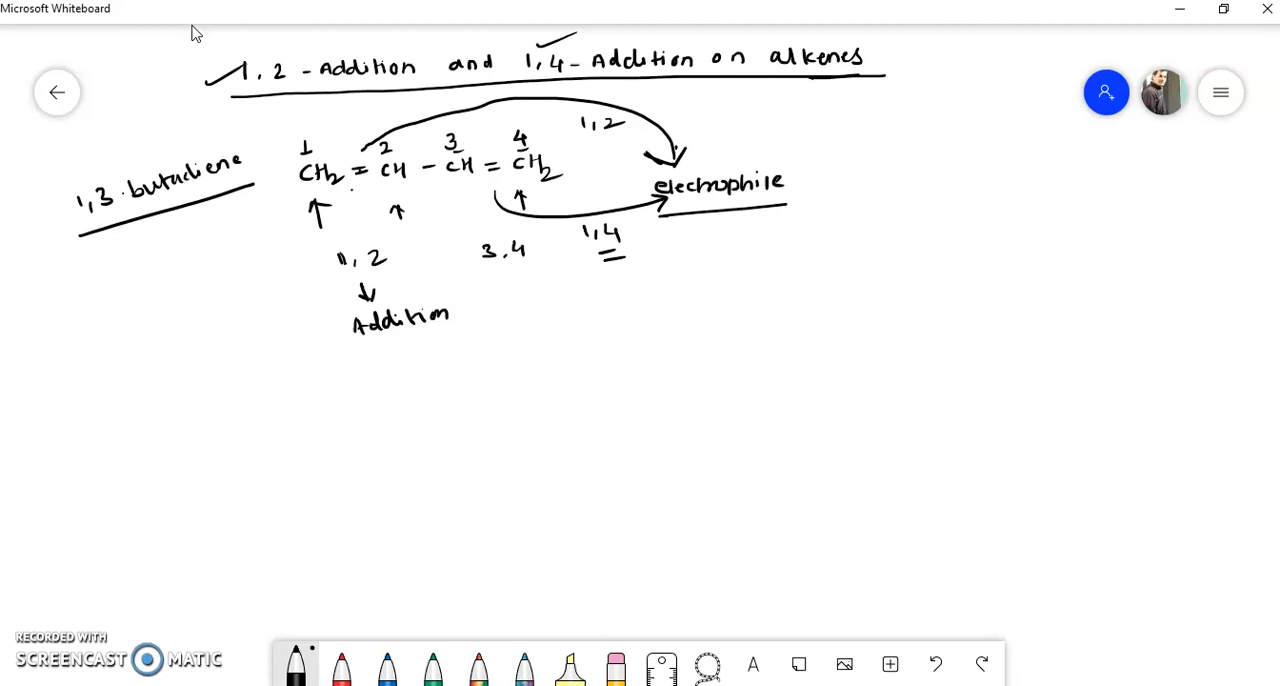 Microsoft Whiteboard
1,2 - Addition and 1,4 - Addition on alkenes
1,2
1 2 3 4
CH2 = CH - CH = CH2
1,3-butadiene
electrophile
1,2 3,4 1,4
Addition
RECORDED WITH
SCREENCAST MATIC
A